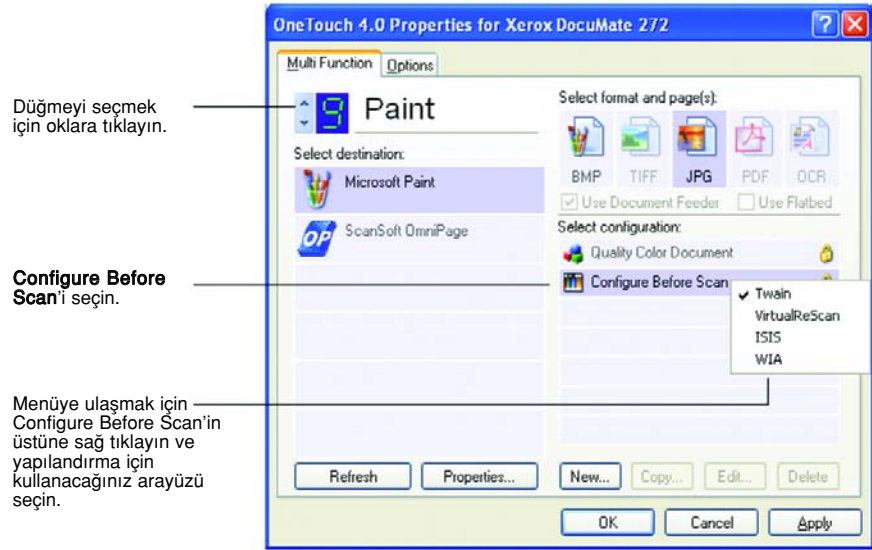 OneTouch 4.0 Properties for Xerox DocuMate 272
Multi Function
Options
Düğmeyi seçmek
için oklara tıklayın.
9
Paint
Select destination:
Microsoft Paint
OP
ScanSoft OmniPage
Select format and page(s):
BMP
TIFF
JPG
PDF
OCR
Use Document Feeder
Use Flatbed
Select configuration:
Quality Color Document
Configure Before Scan
Twain
VirtualReScan
ISIS
WIA
Configure Before
Scan'i seçin.
Menüye ulaşmak için
Configure Before Scan'in
üstüne sağ tıklayın ve
yapılandırma için
kullanacağınız arayüzü
seçin.
Refresh
Properties...
New...
Copy...
Edit...
Delete
OK
Cancel
Apply